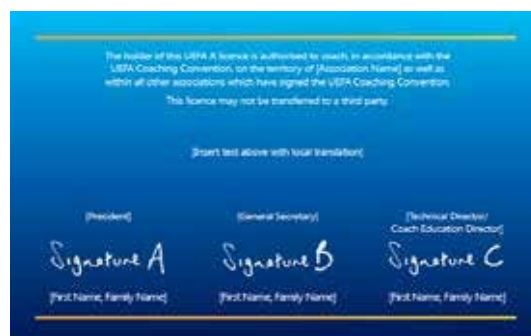 The holder of this UEFA A licence is authorised to coach, in accordance with the
UEFA Coaching Convention, on the territory of [Association Name] as well as
within all other associations which have signed the UEFA Coaching Convention.
This licence may not be transferred to a third party.
[Insert text above with local translation]
[President]
[General Secretary]
[Technical Director/
Coach Education Director]
Signature A
Signature B
Signature C
[First Name, Family Name]
[First Name, Family Name]
[First Name, Family Name]